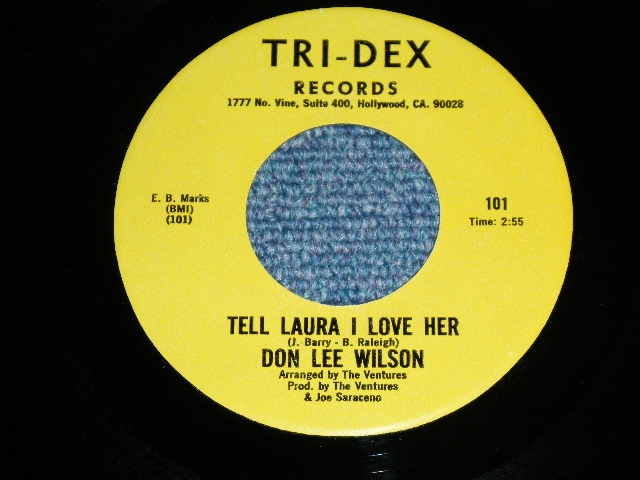 TRI-DEX
RECORDS
1777 No. Vine, Suite 400, Hollywood, CA. 90028
E. B. Marks
(BMI)
(101)
101
Time: 2:55
TELL LAURA I LOVE HER
(J. Barry - B. Raleigh)
DON LEE WILSON
Arranged by The Ventures
Prod. by The Ventures
& Joe Saraceno